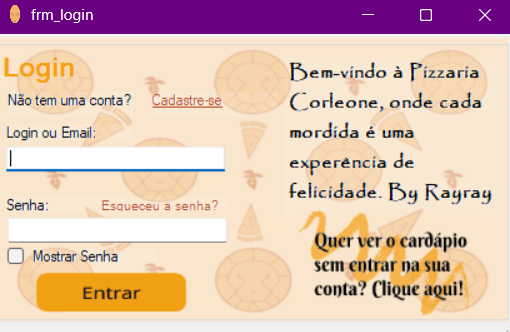 frm_login
Login
Não tem uma conta? Cadastre-se
Login ou Email:
Senha: Esqueceu a senha?
Mostrar Senha
Entrar
Bem-vindo à Pizzaria
Corleone, onde cada
mordida é uma
experência de
felicidade. By Rayray
Quer ver o cardápio
sem entrar na sua
conta? Clique aqui!